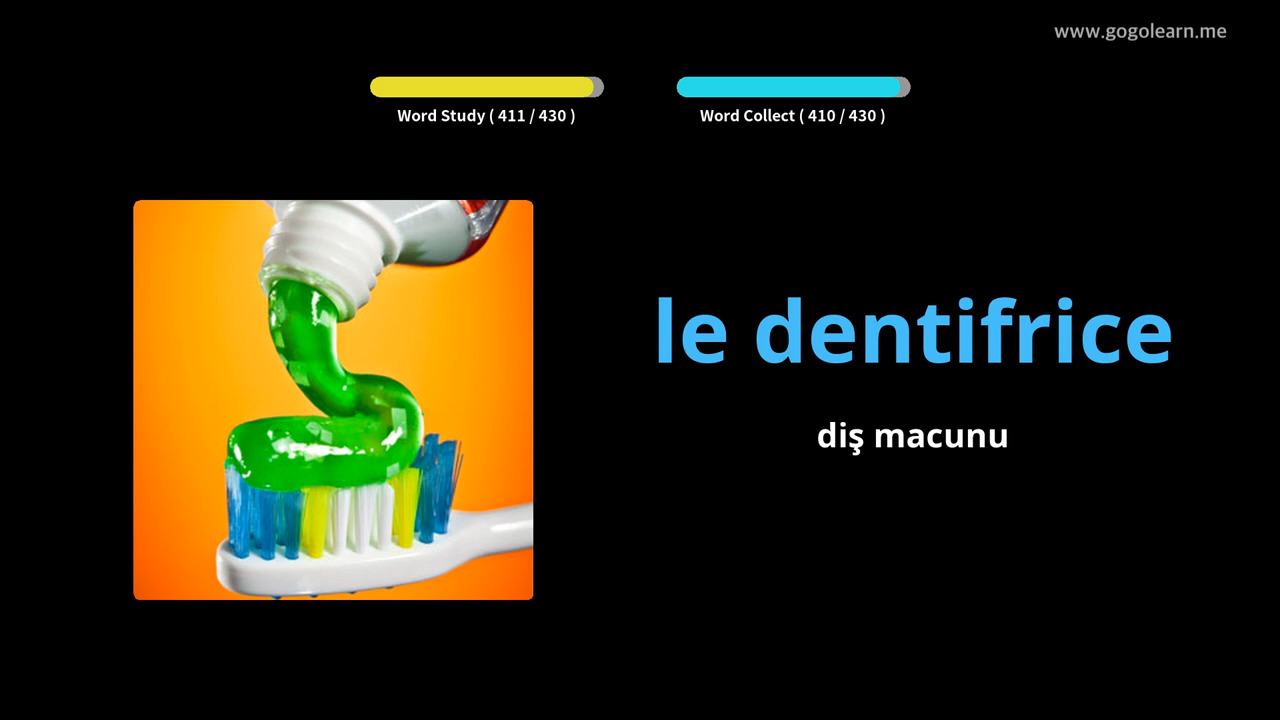 www.gogolearn.me
Word Study ( 411 / 430 )
Word Collect ( 410 / 430 )
le dentifrice
diş macunu